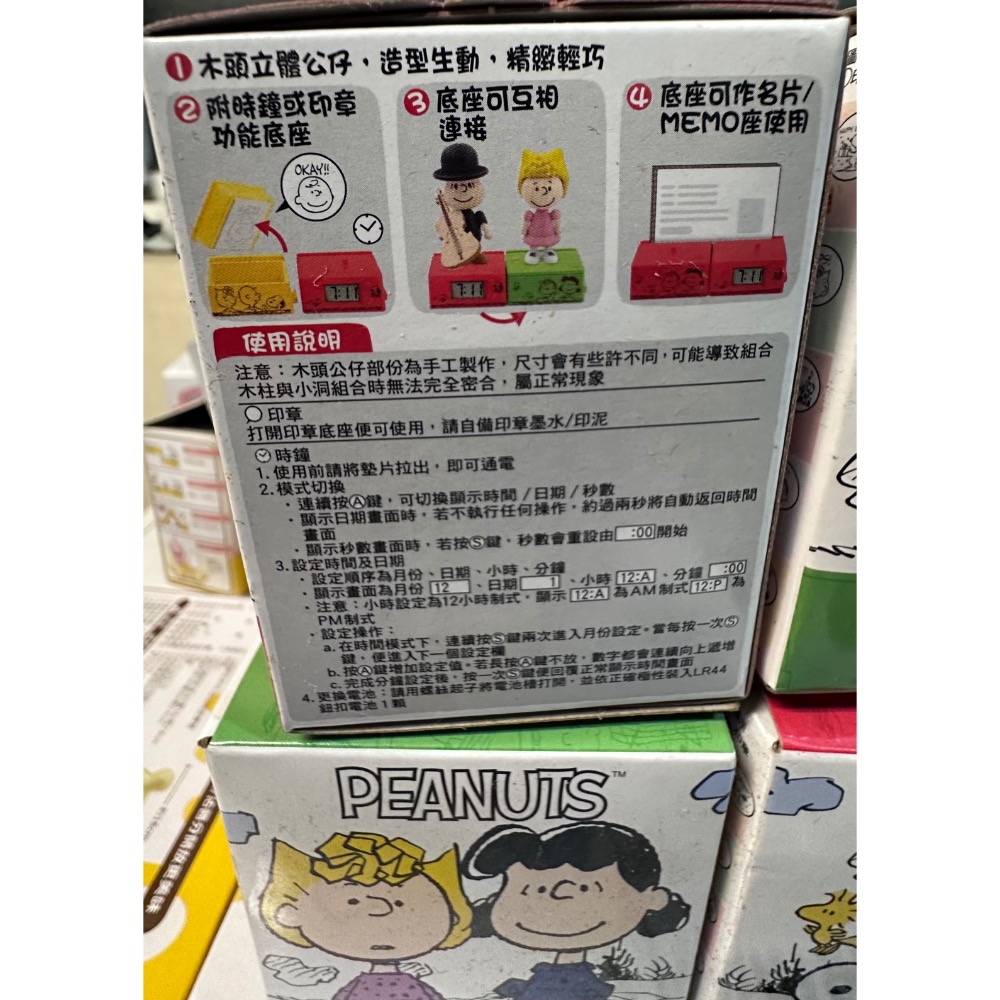 1 木頭立體公仔，造型生動，精緻輕巧
2 附時鐘或印章
功能底座
OKAY!!
7:11
3 底座可互相
連接
7:11
4 底座可作名片/
MEMO座使用
7:11
使用說明
注意：木頭公仔部份為手工製作，尺寸會有些許不同，可能導致組合
木柱與小洞組合時無法完全密合，屬正常現象
印章
打開印章底座便可使用，請自備印章墨水/印泥
時鐘
1. 使用前請將墊片拉出，即可通電
2. 模式切換
・連續按Ⓐ鍵，可切換顯示時間 / 日期 / 秒數
・顯示日期畫面時，若不執行任何操作，約過兩秒將自動返回時間
畫面
・顯示秒數畫面時，若按Ⓢ鍵，秒數會重設由 :00 開始
3. 設定時間及日期
・設定順序為月份、日期、小時、分鐘
・顯示畫面為月份 12 、日期 1 、小時 12:A 、分鐘 :00
・注意：小時設定為12小時制式，顯示 12:A 為AM制式 12:P 為
PM制式
・設定操作：
a. 在時間模式下，連續按Ⓢ鍵兩次進入月份設定。當每按一次Ⓢ
鍵，便進入下一個設定欄
b. 按Ⓐ鍵增加設定值。若長按Ⓐ鍵不放，數字都會連續向上遞增
c. 完成分鐘設定後，按一次Ⓢ鍵便回覆正常顯示時間畫面
4. 更換電池：請用螺絲起子將電池槽打開，並依正確極性裝入LR44
鈕扣電池1顆
PEANUTS™